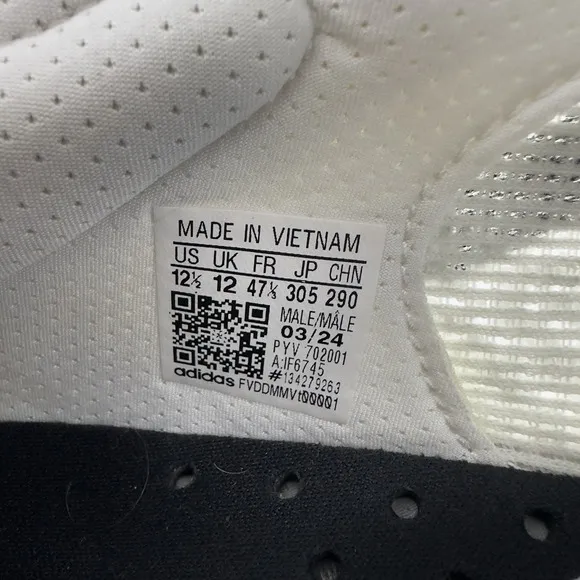 MADE IN VIETNAM
US UK FR JP CHN
12½ 12 47⅓ 305 290
MALE/MÂLE
03/24
PYV 702001
A:IF6745
#134279263
adidas FVDDMMVt00001